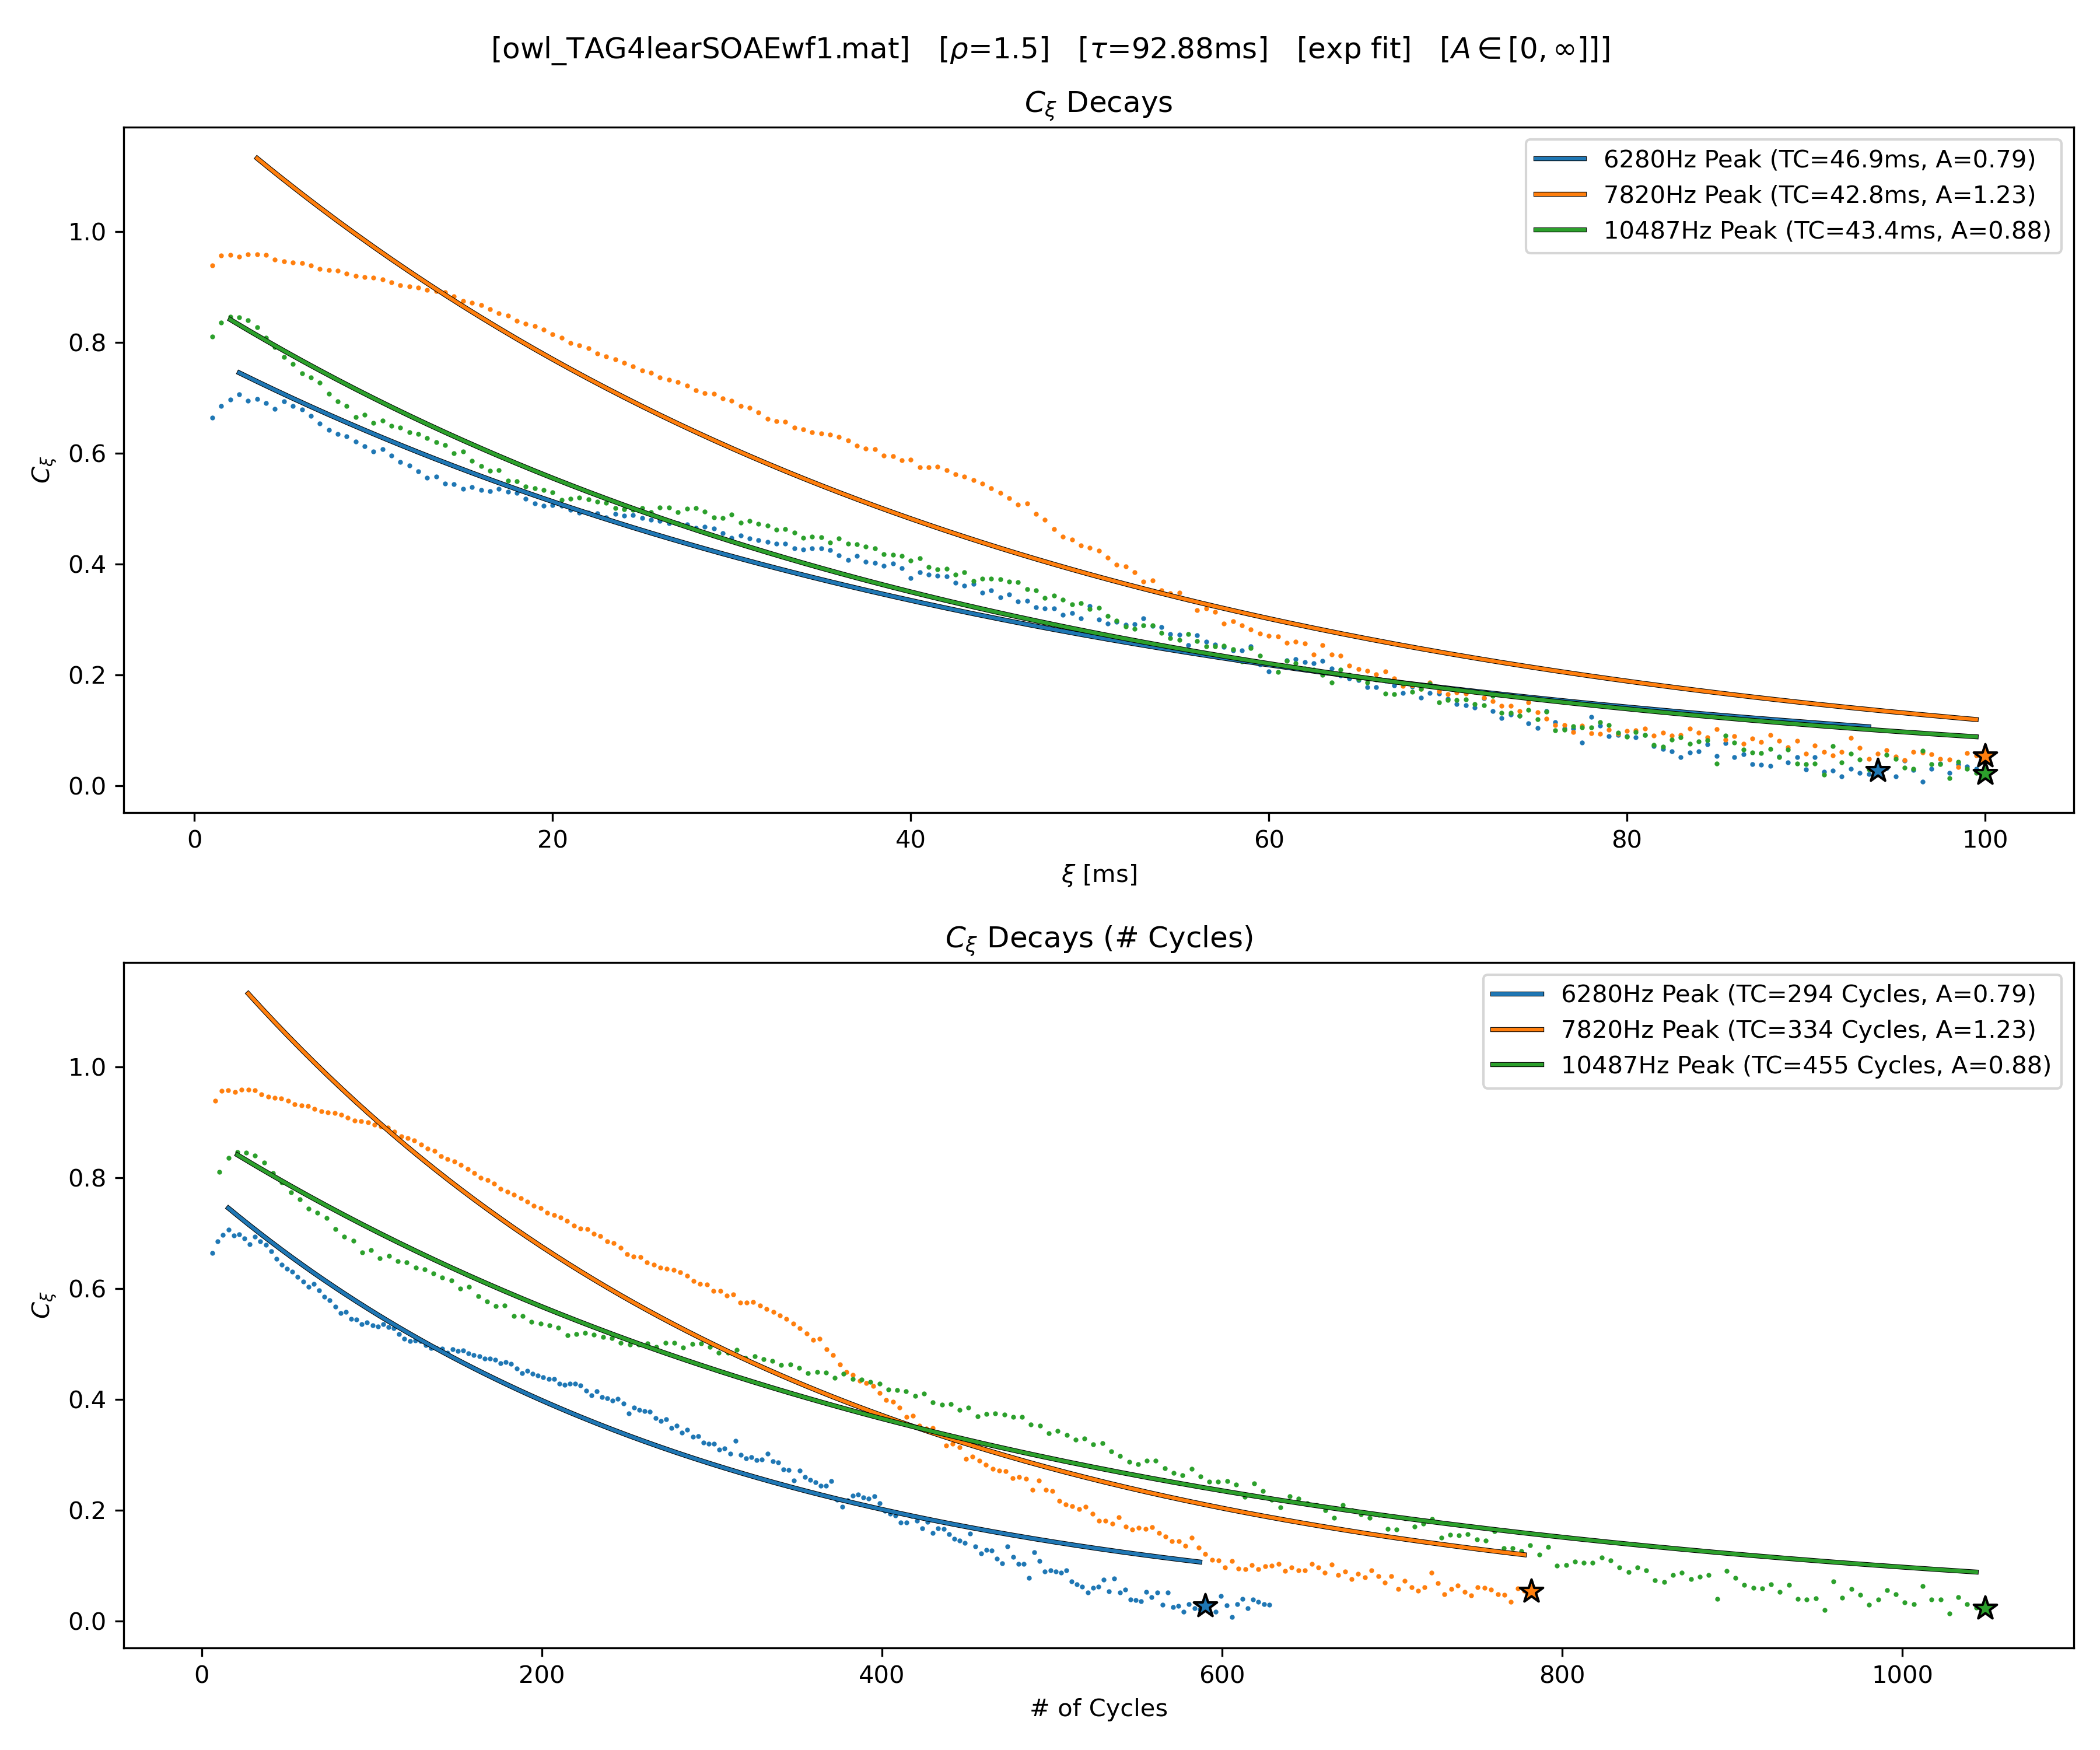 [owl_TAG4learSOAEwf1.mat] [ρ=1.5] [τ=92.88ms] [exp fit] [A ∈ [0, ∞]]]
C_ξ Decays
6280Hz Peak (TC=46.9ms, A=0.79)
7820Hz Peak (TC=42.8ms, A=1.23)
10487Hz Peak (TC=43.4ms, A=0.88)
1.0
0.8
0.6
0.4
0.2
0.0
C_ξ
0 20 40 60 80 100
ξ [ms]
C_ξ Decays (# Cycles)
6280Hz Peak (TC=294 Cycles, A=0.79)
7820Hz Peak (TC=334 Cycles, A=1.23)
10487Hz Peak (TC=455 Cycles, A=0.88)
1.0
0.8
0.6
0.4
0.2
0.0
C_ξ
0 200 400 600 800 1000
# of Cycles